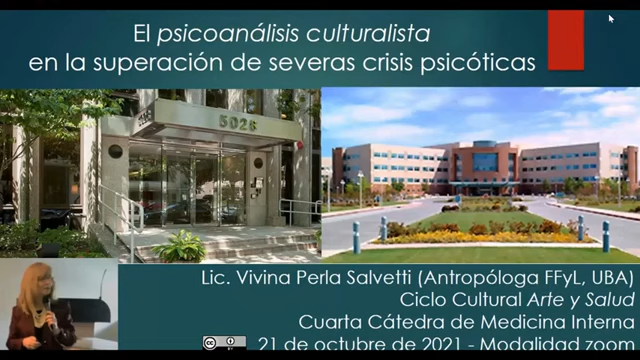 El psicoanálisis culturalista
en la superación de severas crisis psicóticas
5028
Lic. Vivina Perla Salvetti (Antropóloga FFyL, UBA)
Ciclo Cultural Arte y Salud
Cuarta Cátedra de Medicina Interna
21 de octubre de 2021 - Modalidad zoom